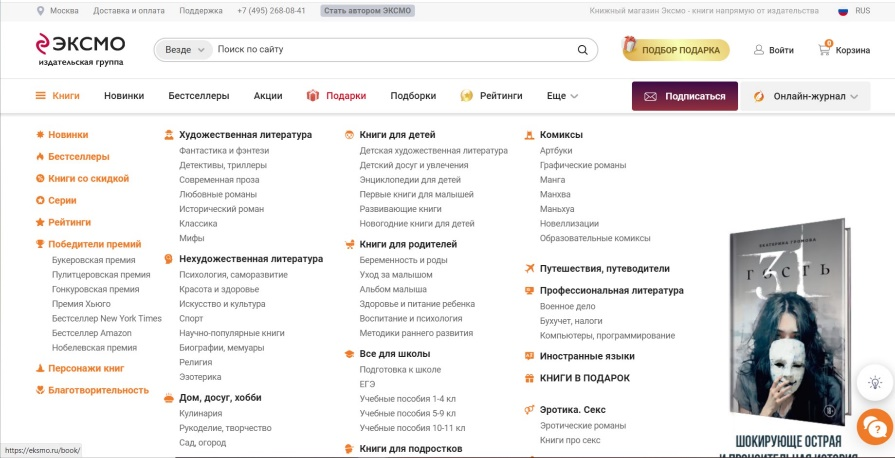 Москва
Доставка и оплата
Поддержка
+7 (495) 268-08-41
Стать автором ЭКСМО
Книжный магазин Эксмо - книги напрямую от издательства
RUS
ЭКСМО
издательская группа
Везде
Поиск по сайту
ПОДБОР ПОДАРКА
Войти
0
Корзина
Книги
Новинки
Бестселлеры
Акции
Подарки
Подборки
Рейтинги
Еще
Подписаться
Онлайн-журнал
Новинки
Бестселлеры
Книги со скидкой
Серии
Рейтинги
Победители премий
Букеровская премия
Пулитцеровская премия
Гонкуровская премия
Премия Хьюго
Бестселлер New York Times
Бестселлер Amazon
Нобелевская премия
Персонажи книг
Благотворительность
Художественная литература
Фантастика и фэнтези
Детективы, триллеры
Современная проза
Любовные романы
Исторический роман
Классика
Мифы
Нехудожественная литература
Психология, саморазвитие
Красота и здоровье
Искусство и культура
Спорт
Научно-популярные книги
Биографии, мемуары
Религия
Эзотерика
Дом, досуг, хобби
Кулинария
Рукоделие, творчество
Сад, огород
Книги для детей
Детская художественная литература
Детский досуг и увлечения
Энциклопедии для детей
Первые книги для малышей
Развивающие книги
Новогодние книги для детей
Книги для родителей
Беременность и роды
Уход за малышом
Альбом малыша
Здоровье и питание ребенка
Воспитание и психология
Методики раннего развития
Все для школы
Подготовка к школе
ЕГЭ
Учебные пособия 1-4 кл
Учебные пособия 5-9 кл
Учебные пособия 10-11 кл
Книги для подростков
Комиксы
Артбуки
Графические романы
Манга
Манхва
Маньхуа
Новеллизации
Образовательные комиксы
Путешествия, путеводители
Профессиональная литература
Военное дело
Бухучет, налоги
Компьютеры, программирование
Иностранные языки
КНИГИ В ПОДАРОК
Эротика. Секс
Эротические романы
Книги про секс
ЕКАТЕРИНА ГРОМОВА
31
ГОСТЬ
ШОКИРУЮЩЕ ОСТРАЯ
И ПРОНЗИТЕЛЬНАЯ ИСТОРИЯ
https://eksmo.ru/book/